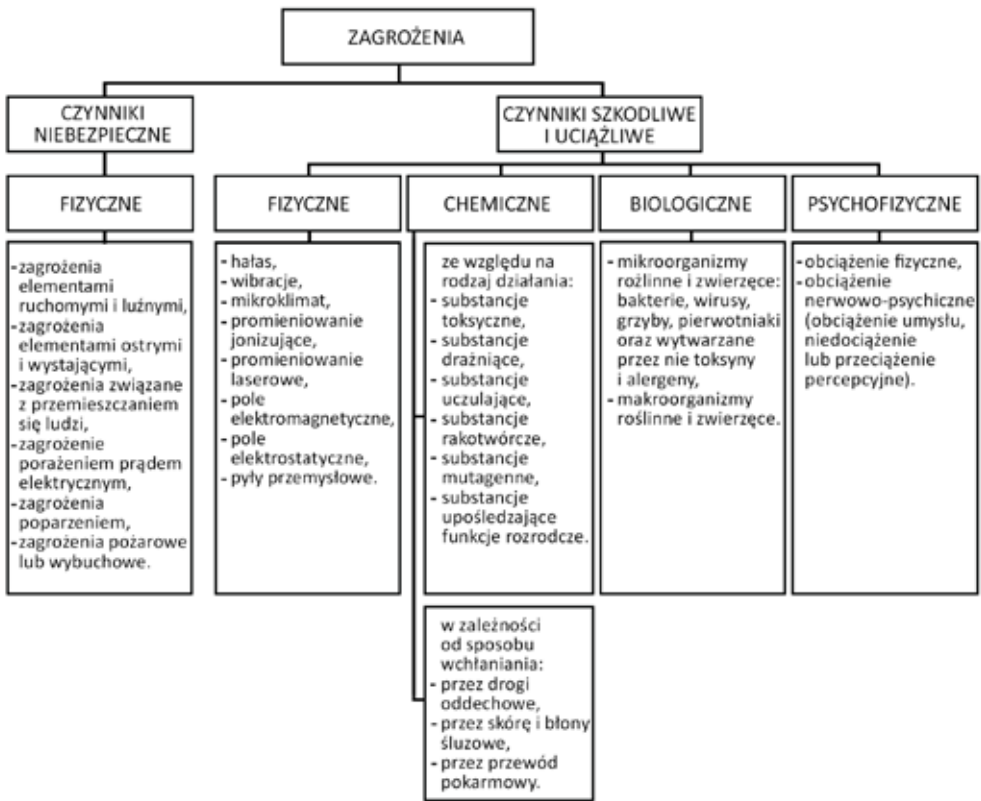 ZAGROŻENIA
CZYNNIKI
NIEBEZPIECZNE
CZYNNIKI SZKODLIWE
I UCIĄŻLIWE
FIZYCZNE
FIZYCZNE
CHEMICZNE
BIOLOGICZNE
PSYCHOFIZYCZNE
- zagrożenia
elementami
ruchomymi i luźnymi,
- zagrożenia
elementami ostrymi
i wystającymi,
- zagrożenia związane
z przemieszczaniem
się ludzi,
- zagrożenie
porażeniem prądem
elektrycznym,
- zagrożenia
poparzeniem,
- zagrożenia pożarowe
lub wybuchowe.
- hałas,
- wibracje,
- mikroklimat,
- promieniowanie
jonizujące,
- promieniowanie
laserowe,
- pole
elektromagnetyczne,
- pole
elektrostatyczne,
- pyły przemysłowe.
ze względu na
rodzaj działania:
- substancje
toksyczne,
- substancje
drażniące,
- substancje
uczulające,
- substancje
rakotwórcze,
- substancje
mutagenne,
- substancje
upośledzające
funkcje rozrodcze.
- mikroorganizmy
roślinne i zwierzęce:
bakterie, wirusy,
grzyby, pierwotniaki
oraz wytwarzane
przez nie toksyny
i alergeny,
- makroorganizmy
roślinne i zwierzęce.
- obciążenie fizyczne,
- obciążenie
nerwowo-psychiczne
(obciążenie umysłu,
niedociążenie
lub przeciążenie
percepcyjne).
w zależności
od sposobu
wchłaniania:
- przez drogi
oddechowe,
- przez skórę i błony
śluzowe,
- przez przewód
pokarmowy.